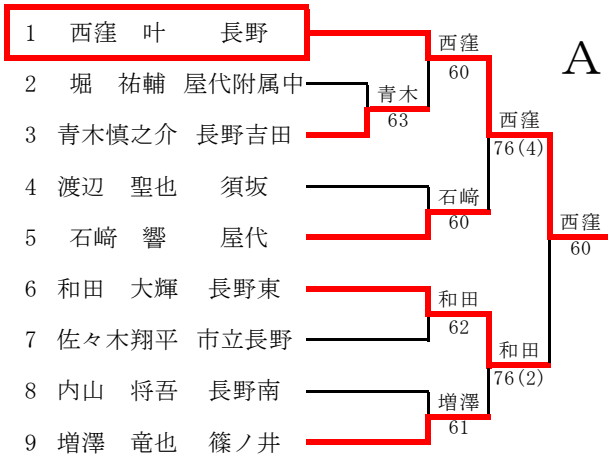 1 西窪 叶 長野
2 堀 祐輔 屋代附属中
3 青木慎之介 長野吉田
4 渡辺 聖也 須坂
5 石﨑 響 屋代
6 和田 大輝 長野東
7 佐々木翔平 市立長野
8 内山 将吾 長野南
9 増澤 竜也 篠ノ井
青木
63
西窪
60
石﨑
60
和田
62
増澤
61
西窪
76(4)
和田
76(2)
西窪
60
A